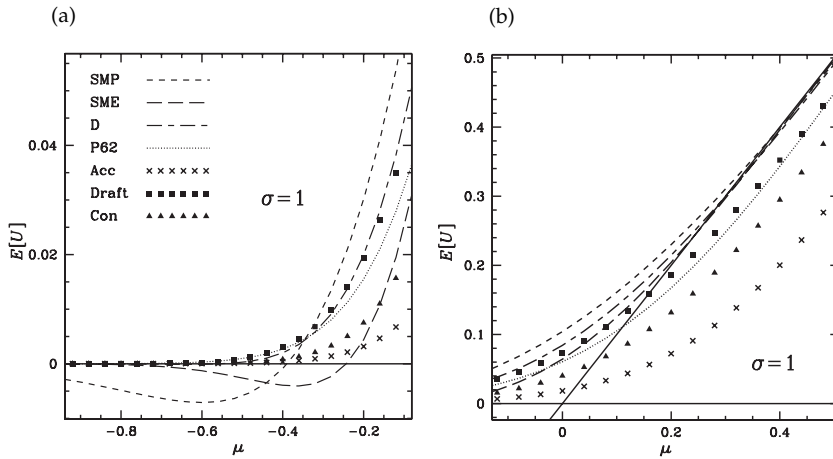 (a)
(b)
SMP
SME
D
P62
Acc
Draft
Con
σ=1
E[U]
0.04
0.02
0
−0.8
−0.6
−0.4
−0.2
μ
E[U]
0.5
0.4
0.3
0.2
0.1
0
σ=1
0
0.2
0.4
μ